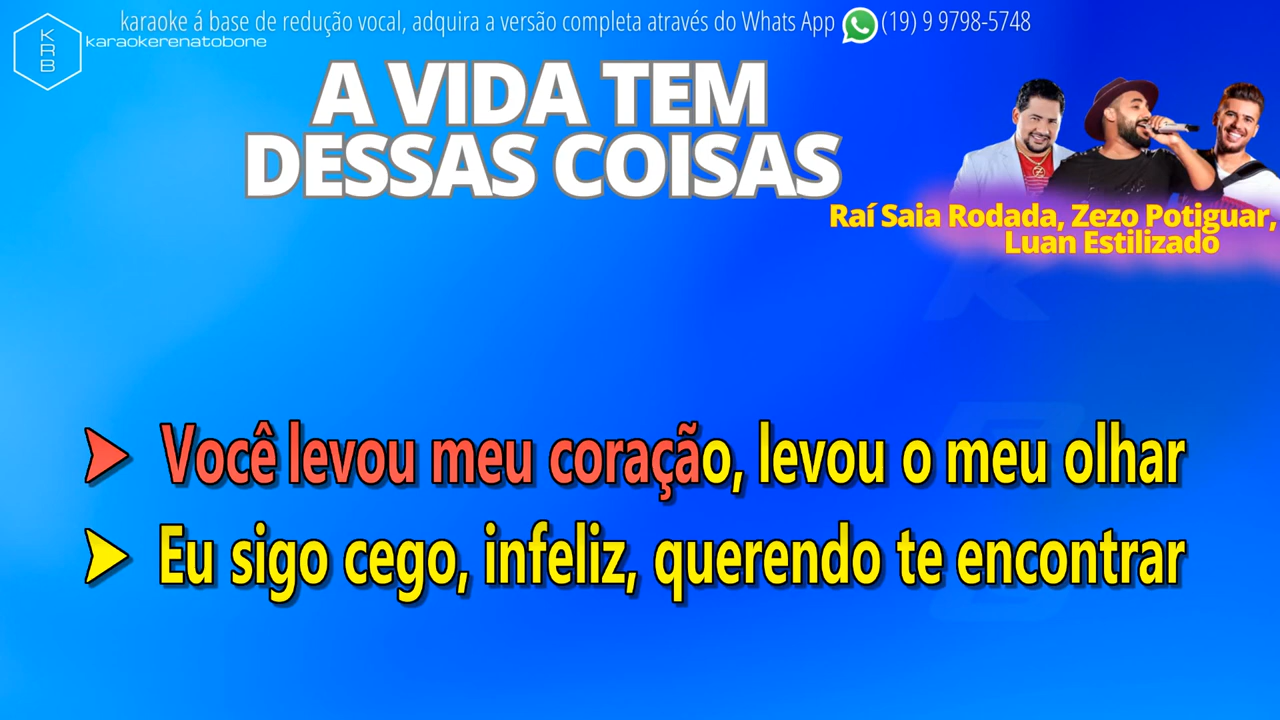 karaoke á base de redução vocal, adquira a versão completa através do Whats App (19) 9 9798-5748
K
R
B
karaokerenatobone
A VIDA TEM
DESSAS COISAS
Raí Saia Rodada, Zezo Potiguar,
Luan Estilizado
Você levou meu coração, levou o meu olhar
Eu sigo cego, infeliz, querendo te encontrar